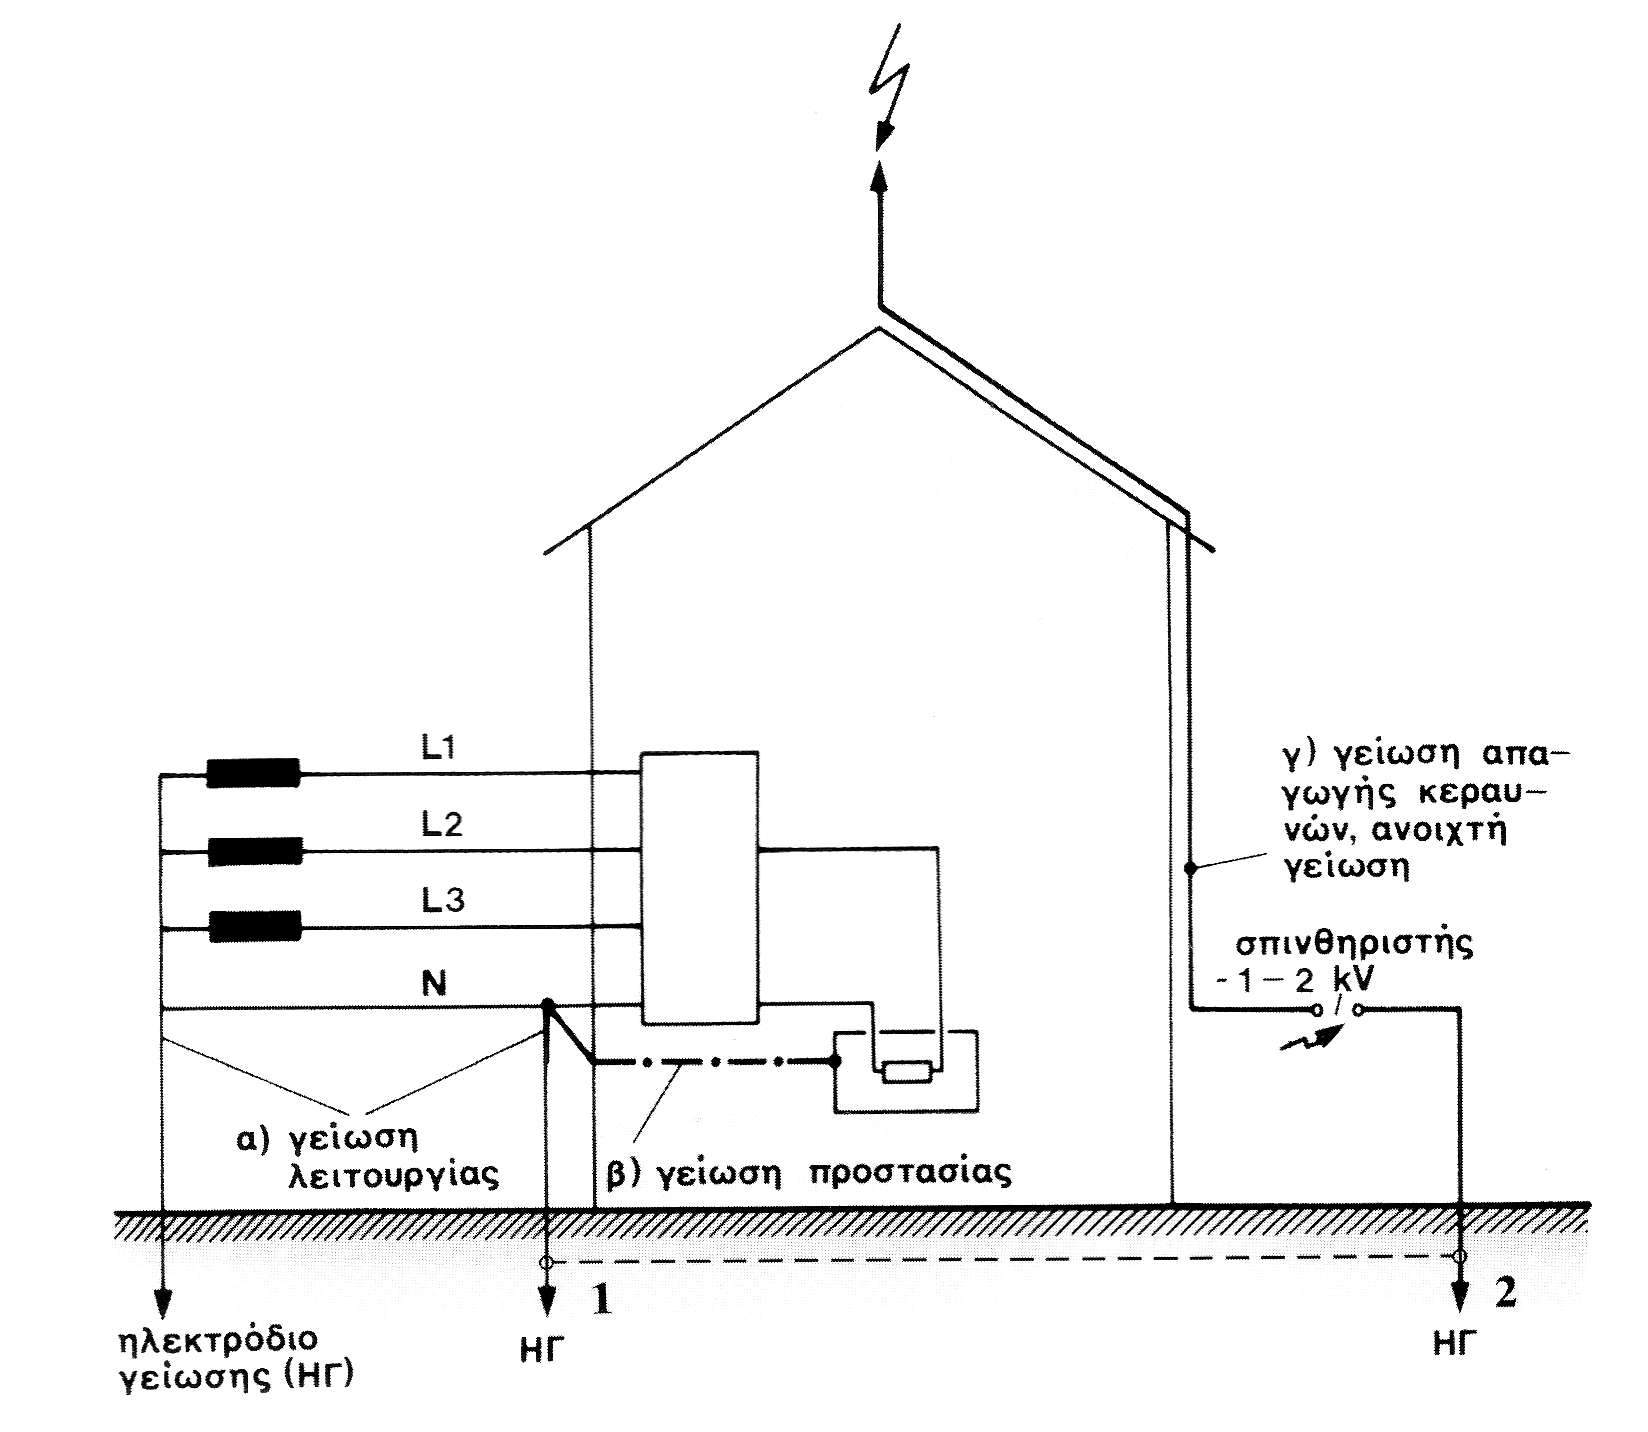 L1
L2
L3
N
γ) γείωση απα-
γωγής κεραυ-
νών, ανοιχτή
γείωση
σπινθηριστής
-1-2 kV
α) γείωση
λειτουργίας
β) γείωση προστασίας
1
2
ηλεκτρόδιο
γείωσης (ΗΓ)
ΗΓ
ΗΓ